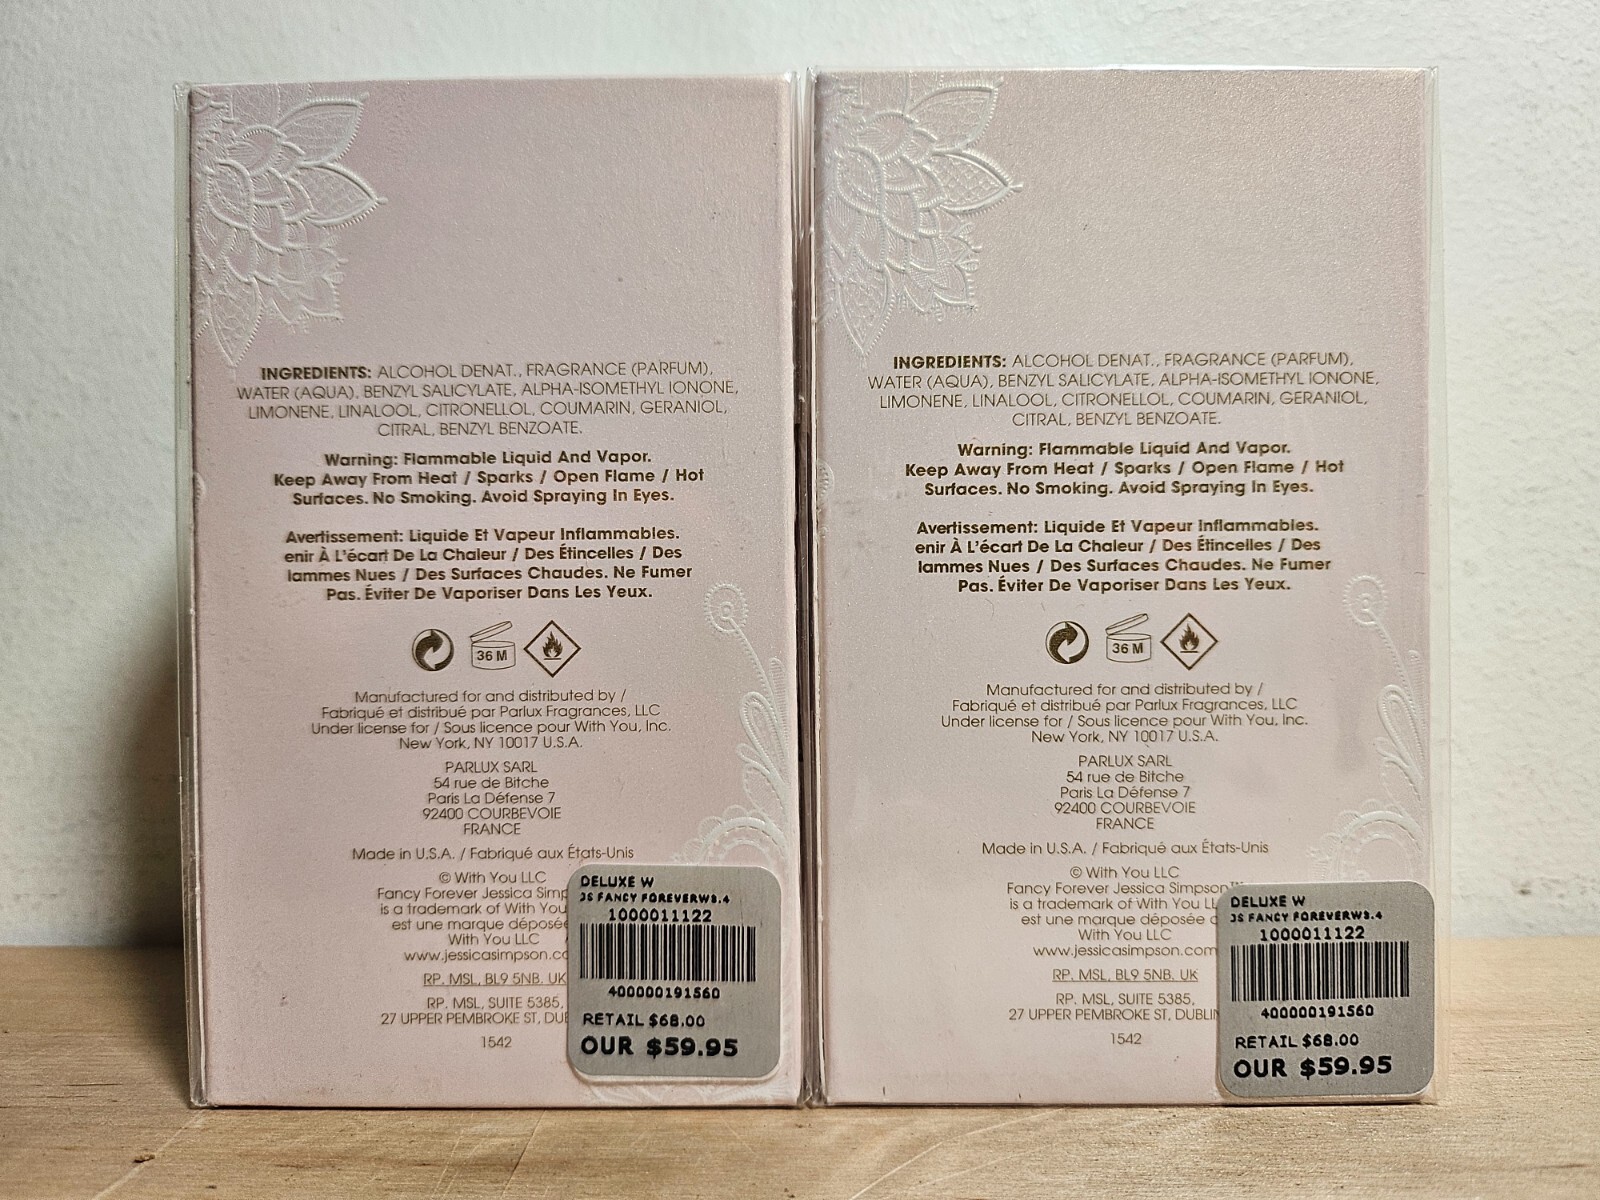 INGREDIENTS: ALCOHOL DENAT., FRAGRANCE (PARFUM),
WATER (AQUA), BENZYL SALICYLATE, ALPHA-ISOMETHYL IONONE,
LIMONENE, LINALOOL, CITRONELLOL, COUMARIN, GERANIOL,
CITRAL, BENZYL BENZOATE.
Warning: Flammable Liquid And Vapor.
Keep Away From Heat / Sparks / Open Flame / Hot
Surfaces. No Smoking. Avoid Spraying In Eyes.
Avertissement: Liquide Et Vapeur Inflammables.
enir À L'écart De La Chaleur / Des Étincelles / Des
lammes Nues / Des Surfaces Chaudes. Ne Fumer
Pas. Éviter De Vaporiser Dans Les Yeux.
36 M
Manufactured for and distributed by /
Fabriqué et distribué par Parlux Fragrances, LLC
Under license for / Sous licence pour With You, Inc.
New York, NY 10017 U.S.A.
PARLUX SARL
54 rue de Bitche
Paris La Défense 7
92400 COURBEVOIE
FRANCE
Made in U.S.A. / Fabriqué aux États-Unis
© With You LLC
Fancy Forever Jessica Simp
is a trademark of With You
est une marque déposée
With You LLC
www.jessicasimpson.co
RP. MSL, BL9 5NB. UK
RP. MSL, SUITE 5385,
27 UPPER PEMBROKE ST, DUB
1542
DELUXE W
JS FANCY FOREVERW3.4
1000011122
400000191560
RETAIL $68.00
OUR $59.95
INGREDIENTS: ALCOHOL DENAT., FRAGRANCE (PARFUM),
WATER (AQUA), BENZYL SALICYLATE, ALPHA-ISOMETHYL IONONE,
LIMONENE, LINALOOL, CITRONELLOL, COUMARIN, GERANIOL,
CITRAL, BENZYL BENZOATE.
Warning: Flammable Liquid And Vapor.
Keep Away From Heat / Sparks / Open Flame / Hot
Surfaces. No Smoking. Avoid Spraying In Eyes.
Avertissement: Liquide Et Vapeur Inflammables.
enir À L'écart De La Chaleur / Des Étincelles / Des
lammes Nues / Des Surfaces Chaudes. Ne Fumer
Pas. Éviter De Vaporiser Dans Les Yeux.
36 M
Manufactured for and distributed by /
Fabriqué et distribué par Parlux Fragrances, LLC
Under license for / Sous licence pour With You, Inc.
New York, NY 10017 U.S.A.
PARLUX SARL
54 rue de Bitche
Paris La Défense 7
92400 COURBEVOIE
FRANCE
Made in U.S.A. / Fabriqué aux États-Unis
© With You LLC
Fancy Forever Jessica Simpson™
is a trademark of With You LL
est une marque déposée d
With You LLC
www.jessicasimpson.com
RP. MSL, BL9 5NB. UK
RP. MSL, SUITE 5385,
27 UPPER PEMBROKE ST, DUBLIN
1542
DELUXE W
JS FANCY FOREVERW3.4
1000011122
400000191560
RETAIL $68.00
OUR $59.95